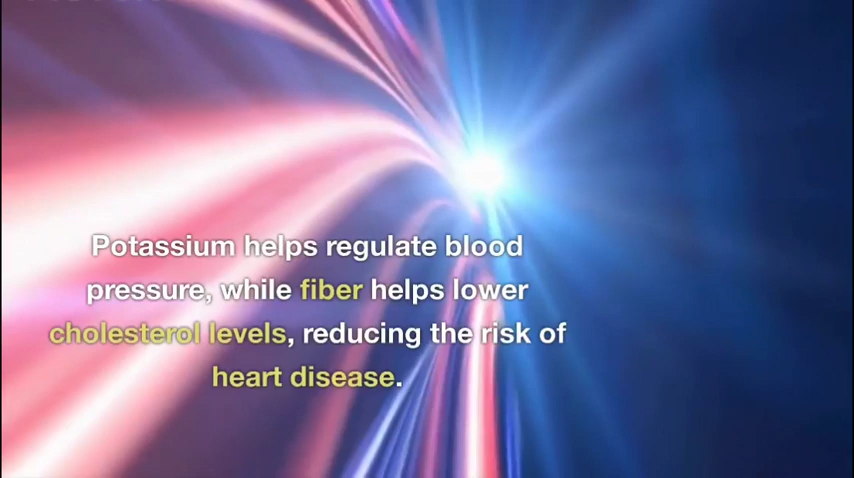 Potassium helps regulate blood
pressure, while fiber helps lower
cholesterol levels, reducing the risk of
heart disease.